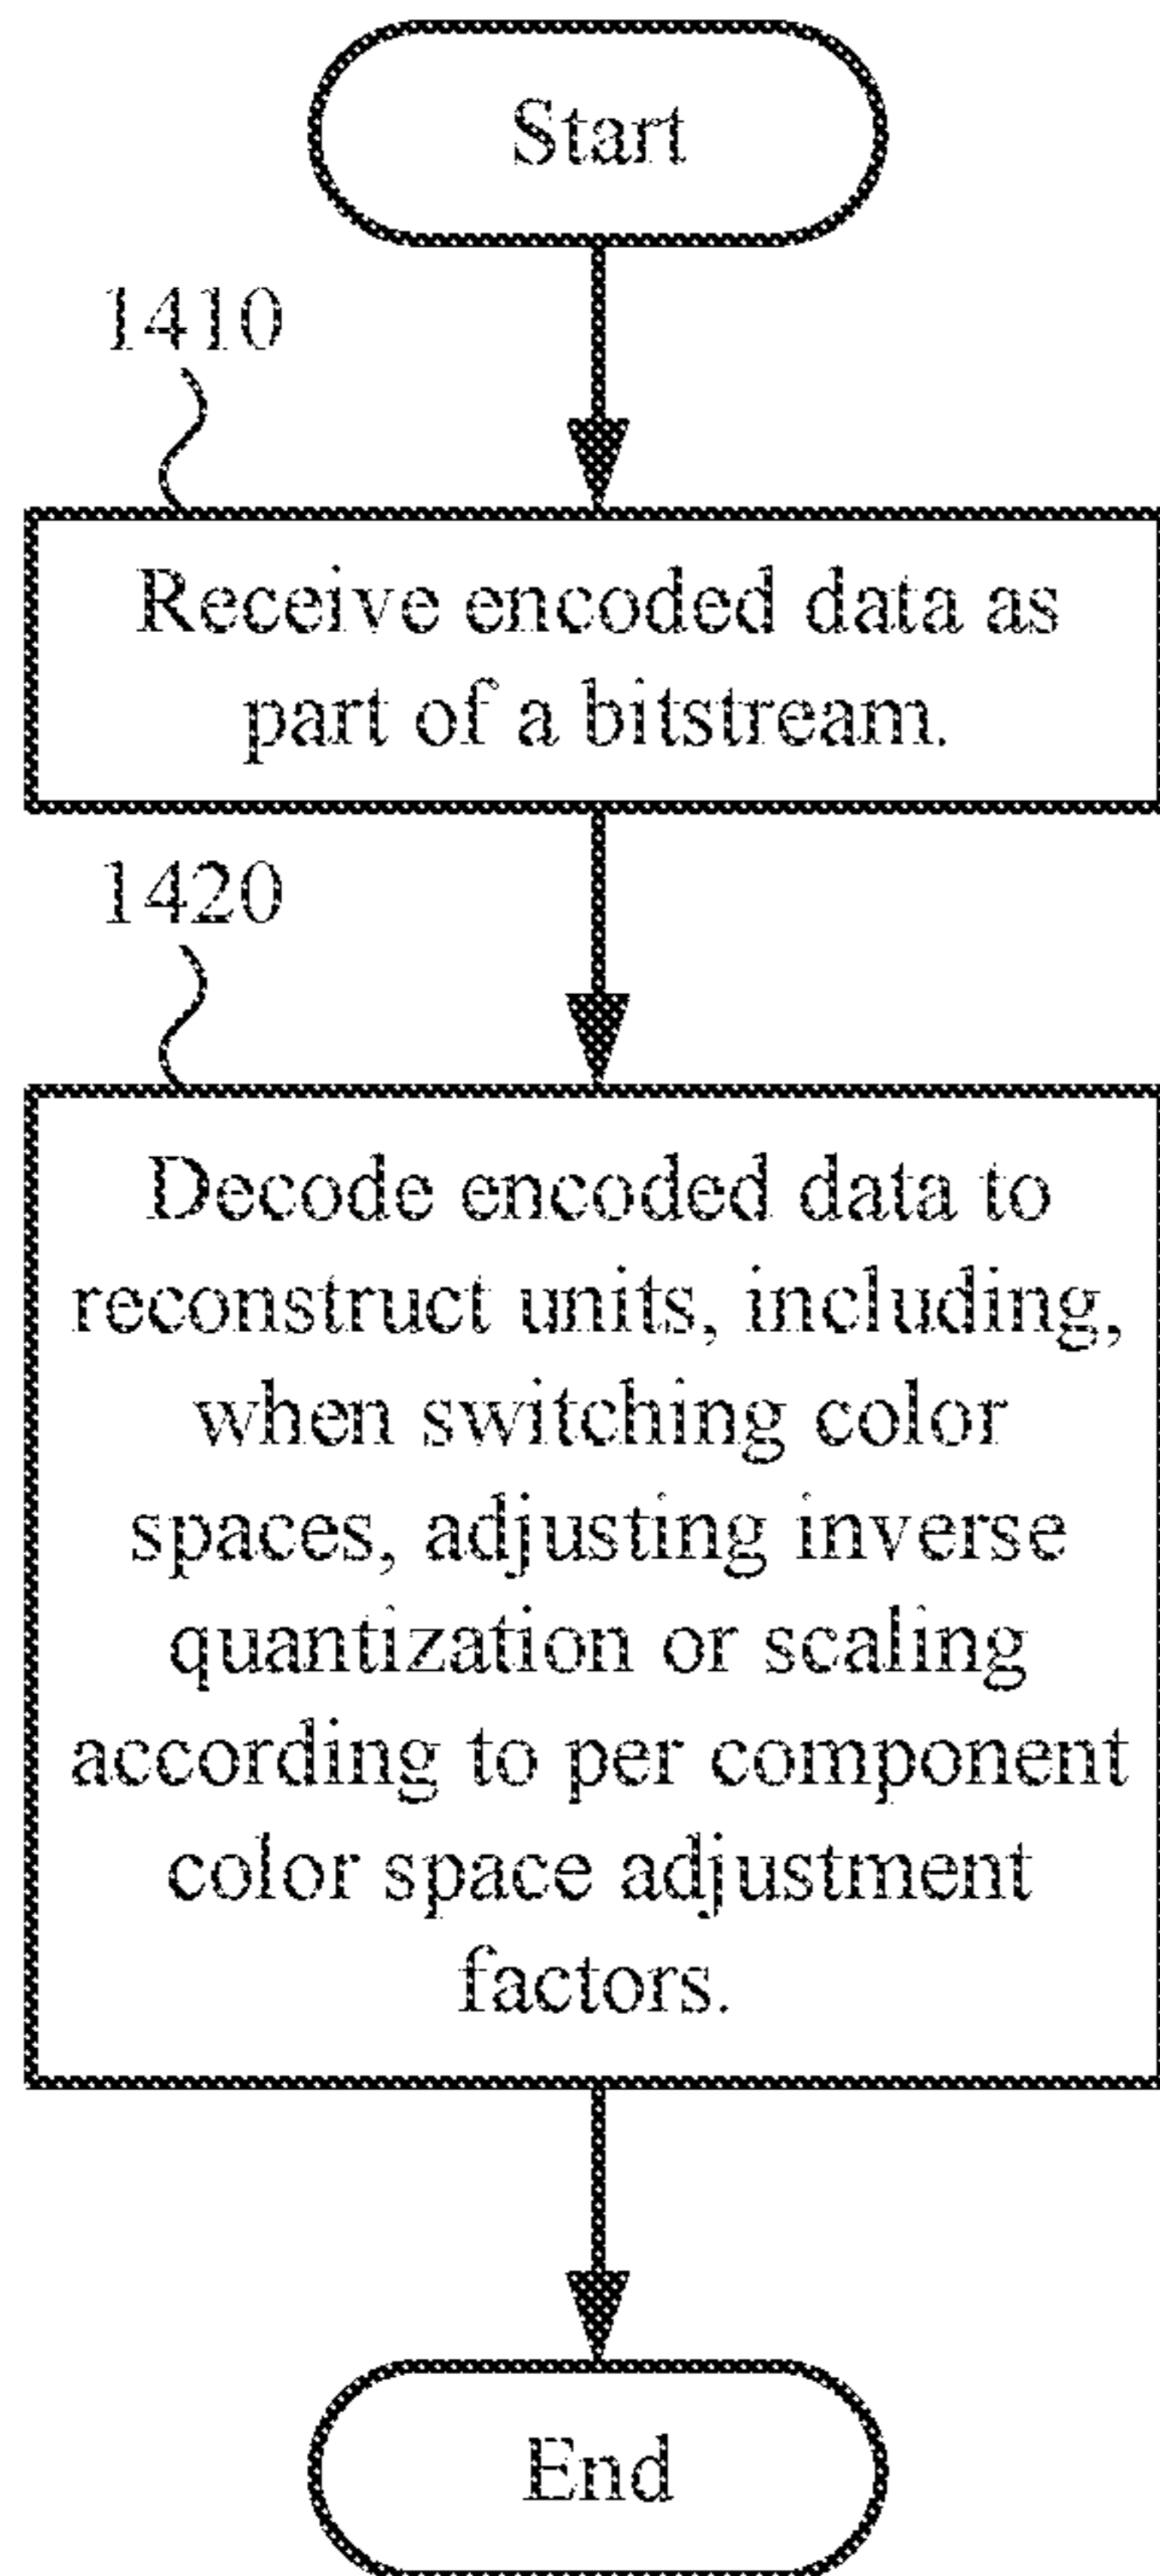 Start
1410
Receive encoded data as
part of a bitstream.
1420
Decode encoded data to
reconstruct units, including,
when switching color
spaces, adjusting inverse
quantization or scaling
according to per component
color space adjustment
factors.
End